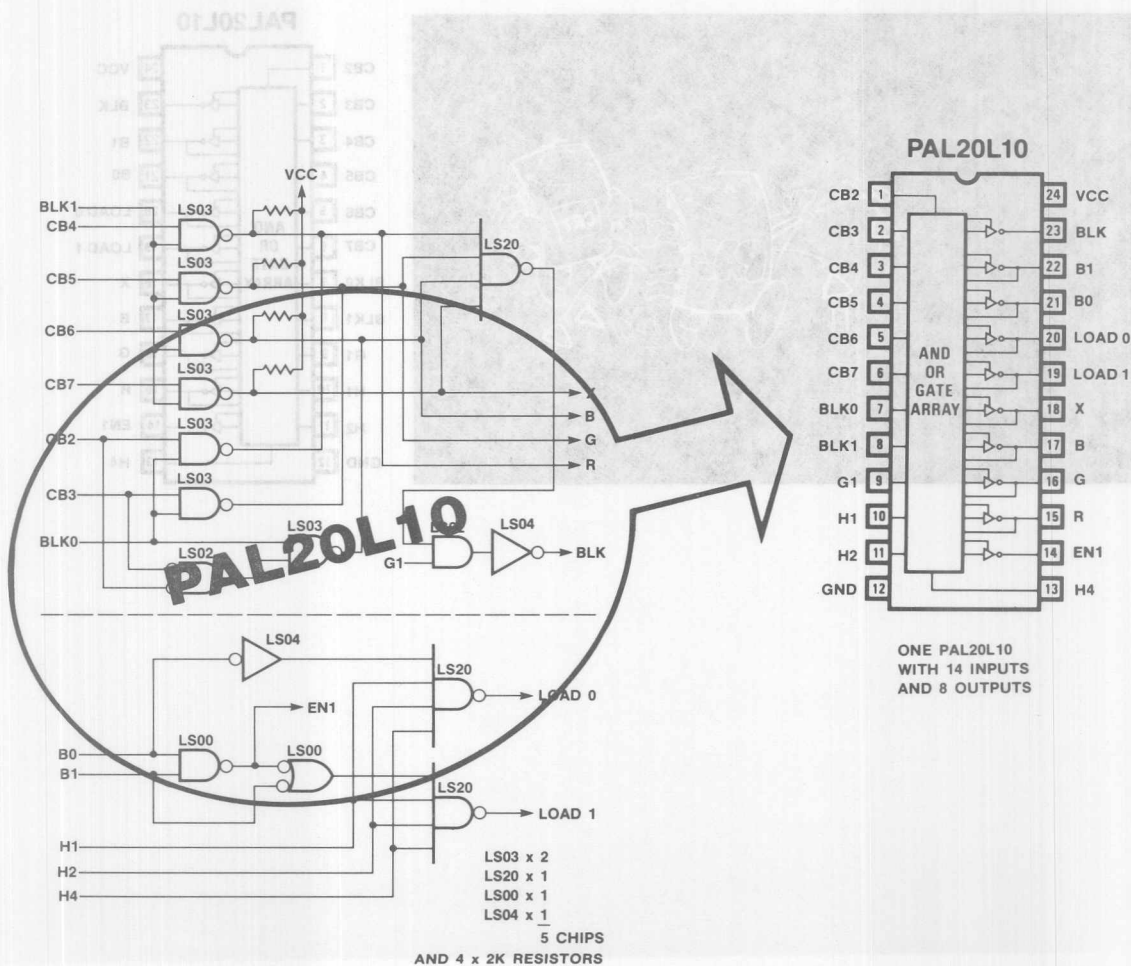 VCC
BLK1
LS03
CB4
LS20
LS03
CB5
LS03
CB6
LS03
CB7
B
LS03
CB2
G
R
LS03
CB3
LS03
BLK0
LS04
BLK
LS02
G1
PAL20L10
LS04
LS20
LOAD 0
EN1
LS00
LS00
B0
B1
LS20
LOAD 1
H1
H2
H4
LS03 x 2
LS20 x 1
LS00 x 1
LS04 x 1
5 CHIPS
AND 4 x 2K RESISTORS
PAL20L10
CB2 1 24 VCC
CB3 2 23 BLK
CB4 3 22 B1
CB5 4 21 B0
CB6 5 20 LOAD 0
CB7 6 19 LOAD 1
BLK0 7 18 X
BLK1 8 17 B
G1 9 16 G
H1 10 15 R
H2 11 14 EN1
GND 12 13 H4
AND
OR
GATE
ARRAY
ONE PAL20L10
WITH 14 INPUTS
AND 8 OUTPUTS